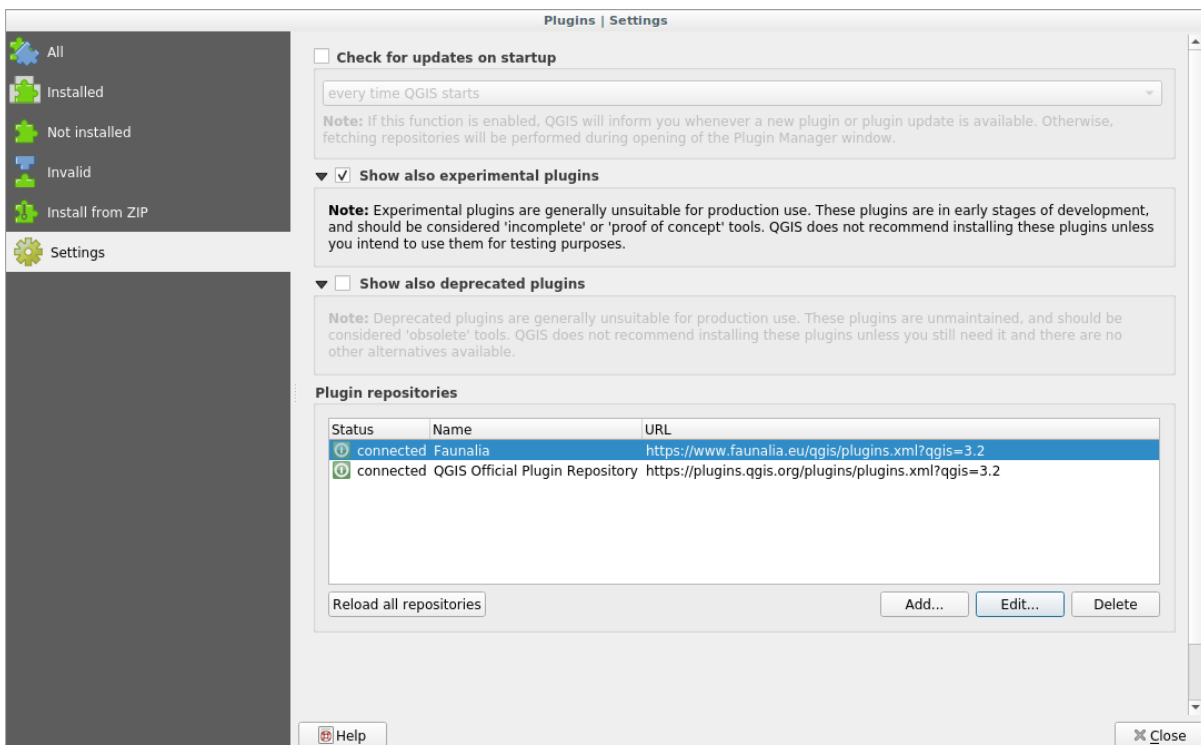 Plugins | Settings
All
Installed
Not installed
Invalid
Install from ZIP
Settings
Check for updates on startup
every time QGIS starts
Note: If this function is enabled, QGIS will inform you whenever a new plugin or plugin update is available. Otherwise,
fetching repositories will be performed during opening of the Plugin Manager window.
Show also experimental plugins
Note: Experimental plugins are generally unsuitable for production use. These plugins are in early stages of development,
and should be considered 'incomplete' or 'proof of concept' tools. QGIS does not recommend installing these plugins unless
you intend to use them for testing purposes.
Show also deprecated plugins
Note: Deprecated plugins are generally unsuitable for production use. These plugins are unmaintained, and should be
considered 'obsolete' tools. QGIS does not recommend installing these plugins unless you still need it and there are no
other alternatives available.
Plugin repositories
Status Name URL
connected Faunalia https://www.faunalia.eu/qgis/plugins.xml?qgis=3.2
connected QGIS Official Plugin Repository https://plugins.qgis.org/plugins/plugins.xml?qgis=3.2
Reload all repositories Add... Edit... Delete
Help Close